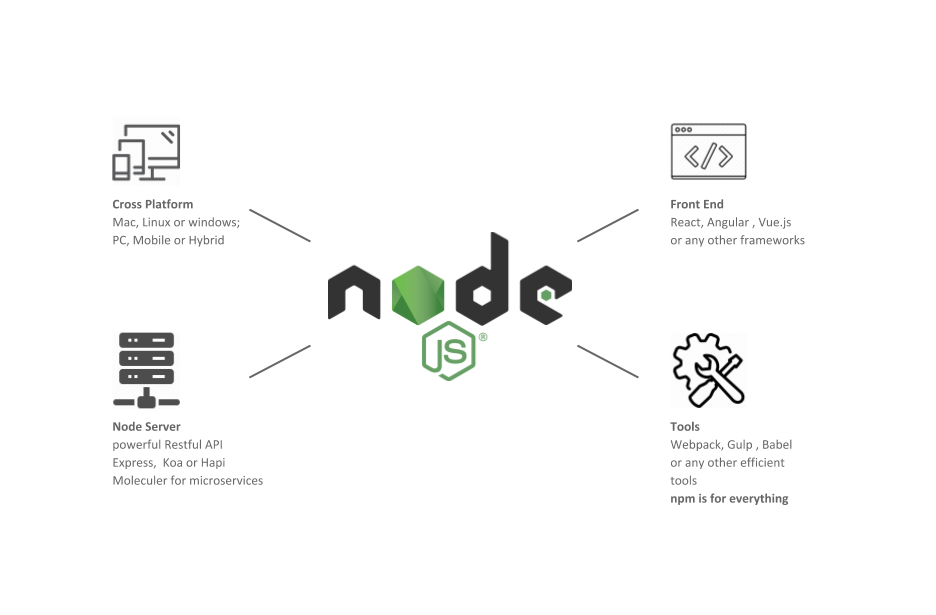 Cross Platform
Mac, Linux or windows;
PC, Mobile or Hybrid
Front End
React, Angular , Vue.js
or any other frameworks
node
JS®
Node Server
powerful Restful API
Express,  Koa or Hapi
Moleculer for microservices
Tools
Webpack, Gulp , Babel
or any other efficient
tools
npm is for everything